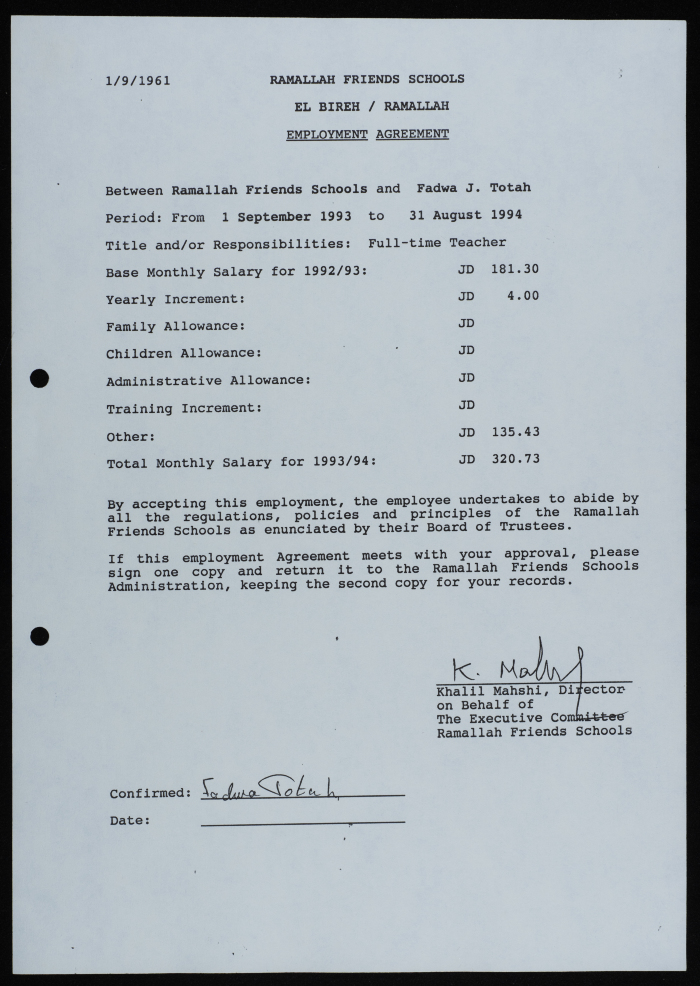 1/9/1961
RAMALLAH FRIENDS SCHOOLS
EL BIREH / RAMALLAH
EMPLOYMENT AGREEMENT
Between Ramallah Friends Schools and Fadwa J. Totah
Period: From 1 September 1993 to 31 August 1994
Title and/or Responsibilities: Full-time Teacher
Base Monthly Salary for 1992/93: JD 181.30
Yearly Increment: JD 4.00
Family Allowance: JD
Children Allowance: JD
Administrative Allowance: JD
Training Increment: JD
Other: JD 135.43
Total Monthly Salary for 1993/94: JD 320.73
By accepting this employment, the employee undertakes to abide by
all the regulations, policies and principles of the Ramallah
Friends Schools as enunciated by their Board of Trustees.
If this employment Agreement meets with your approval, please
sign one copy and return it to the Ramallah Friends Schools
Administration, keeping the second copy for your records.
K. Mahshi
Khalil Mahshi, Director
on Behalf of
The Executive Committee
Ramallah Friends Schools
Confirmed: Fadwa Totah
Date: